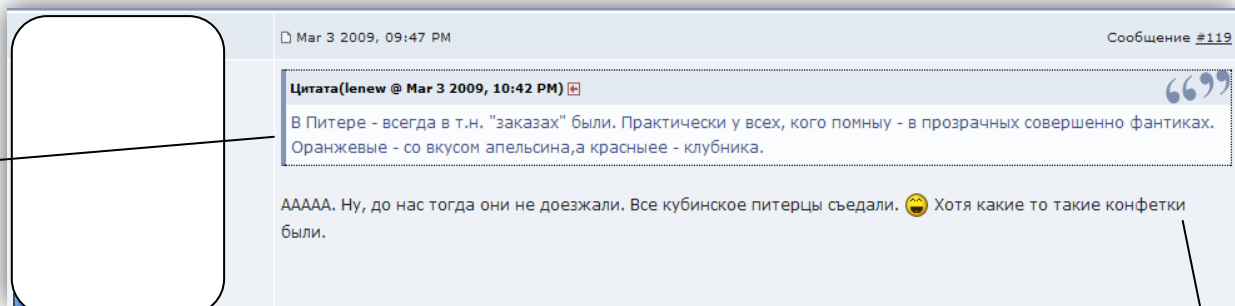 Mar 3 2009, 09:47 PM Сообщение #119
Цитата(lenew @ Mar 3 2009, 10:42 PM)
В Питере - всегда в т.н. "заказах" были. Практически у всех, кого помныу - в прозрачных совершенно фантиках.
Оранжевые - со вкусом апельсина,а красныее - клубника.
ААААА. Ну, до нас тогда они не доезжали. Все кубинское питерцы съедали. Хотя какие то такие конфетки
были.